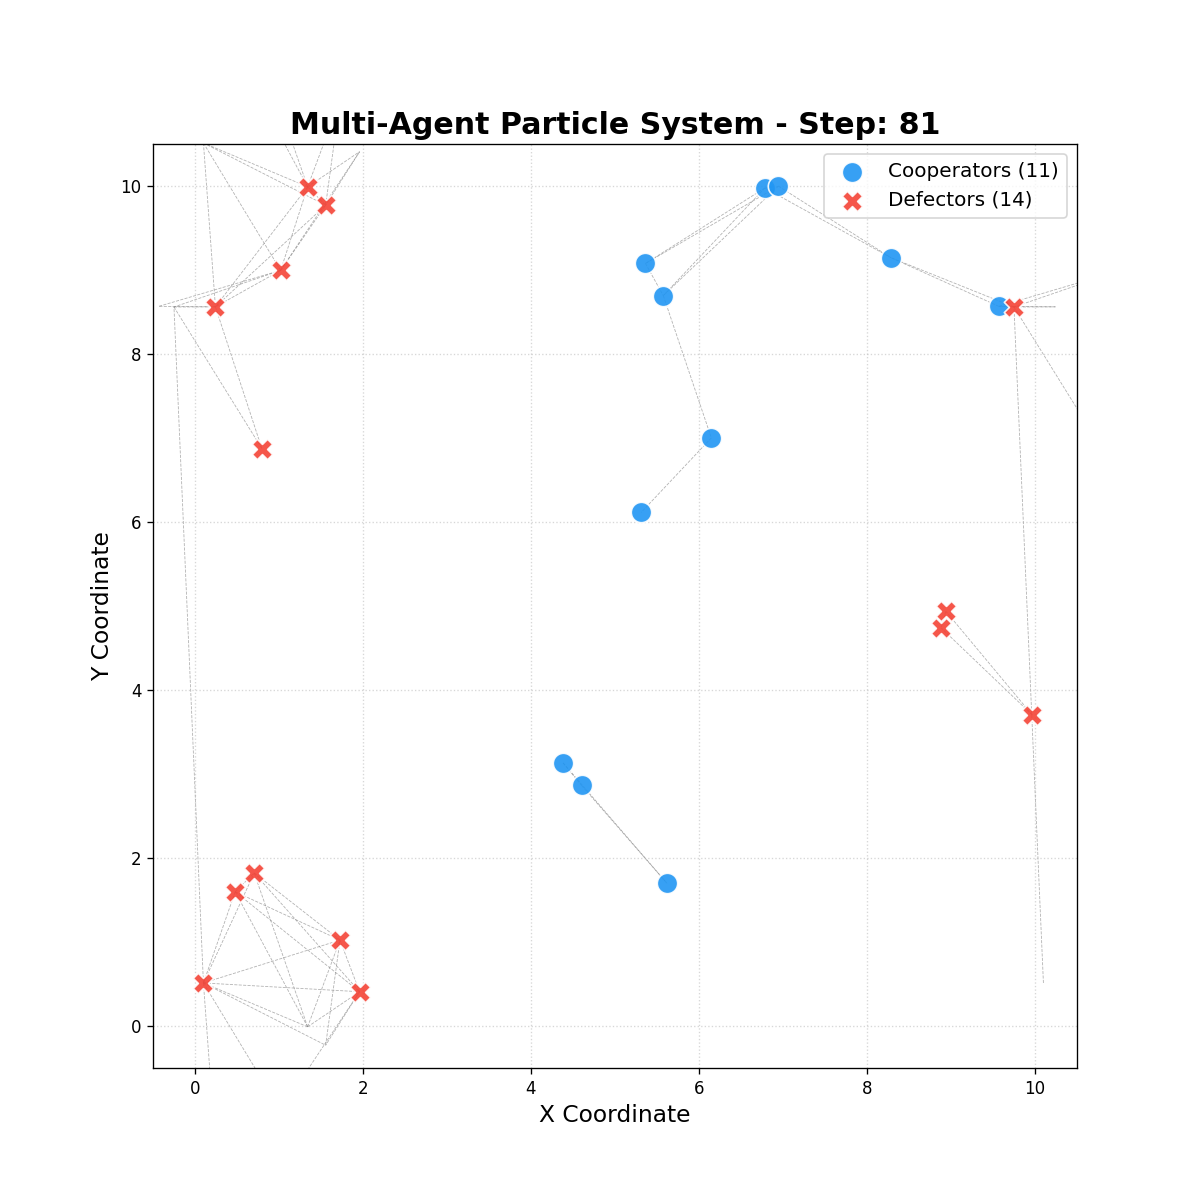 Multi-Agent Particle System - Step: 81
Cooperators (11)
Defectors (14)
10
8
6
4
2
0
Y Coordinate
0 2 4 6 8 10
X Coordinate